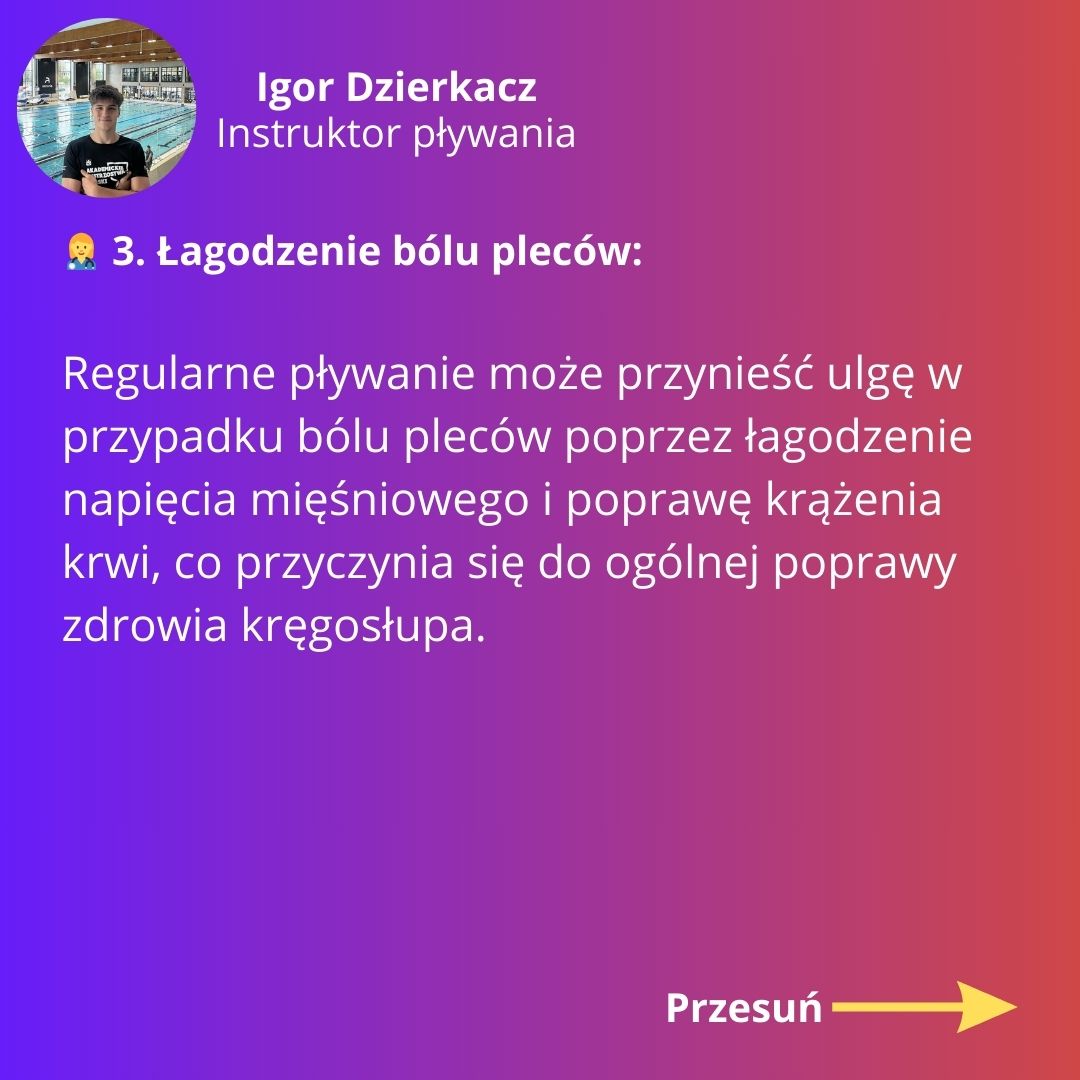 Igor Dzierkacz
Instruktor pływania
3. Łagodzenie bólu pleców:
Regularne pływanie może przynieść ulgę w
przypadku bólu pleców poprzez łagodzenie
napięcia mięśniowego i poprawę krążenia
krwi, co przyczynia się do ogólnej poprawy
zdrowia kręgosłupa.
Przesuń